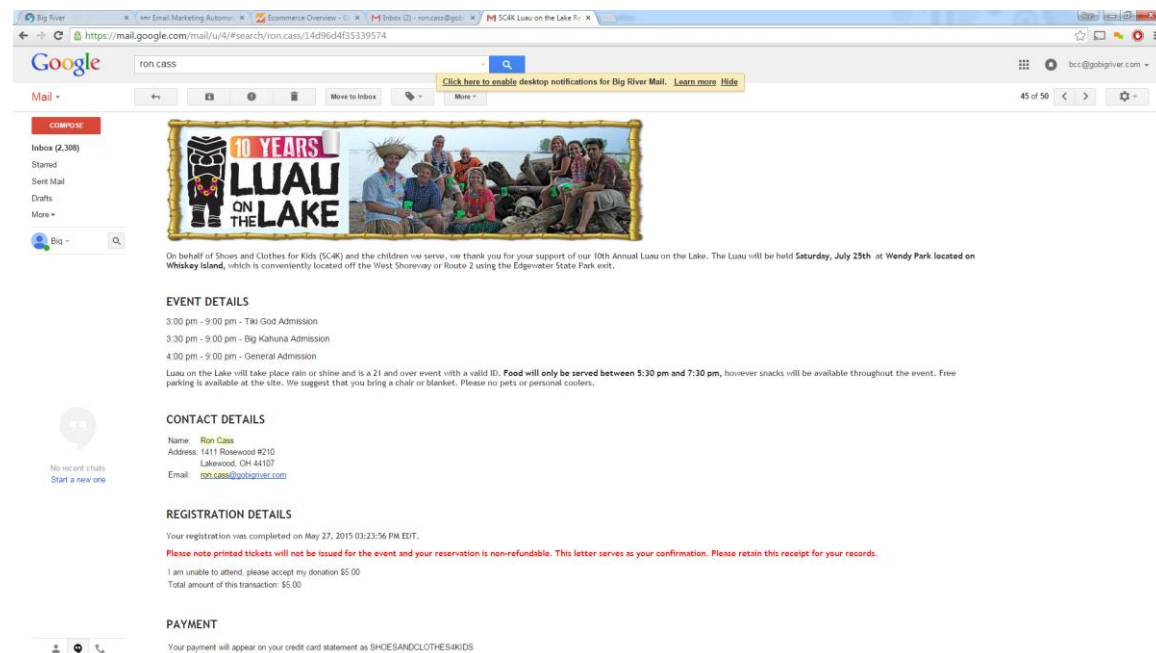 Big River
Email Marketing Automat
Ecommerce Overview - G
Inbox (2) - ron.cass@gobi
SC4K Luau on the Lake Re
https://mail.google.com/mail/u/4/#search/ron.cass/14d96d4f35339574
Google
ron.cass
bcc@gobigriver.com
Click here to enable desktop notifications for Big River Mail. Learn more Hide
Mail
Move to Inbox
More
45 of 50
COMPOSE
Inbox (2,308)
Starred
Sent Mail
Drafts
More
Big
10 YEARS
LUAU
ON
THE LAKE
On behalf of Shoes and Clothes for Kids (SC4K) and the children we serve, we thank you for your support of our 10th Annual Luau on the Lake. The Luau will be held Saturday, July 25th at Wendy Park located on
Whiskey Island, which is conveniently located off the West Shoreway or Route 2 using the Edgewater State Park exit.
EVENT DETAILS
3:00 pm - 9:00 pm - Tiki God Admission
3:30 pm - 9:00 pm - Big Kahuna Admission
4:00 pm - 9:00 pm - General Admission
Luau on the Lake will take place rain or shine and is a 21 and over event with a valid ID. Food will only be served between 5:30 pm and 7:30 pm, however snacks will be available throughout the event. Free
parking is available at the site. We suggest that you bring a chair or blanket. Please no pets or personal coolers.
CONTACT DETAILS
Name: Ron Cass
Address: 1411 Rosewood #210
Lakewood, OH 44107
Email: ron.cass@gobigriver.com
No recent chats
Start a new one
REGISTRATION DETAILS
Your registration was completed on May 27, 2015 03:23:56 PM EDT.
Please note printed tickets will not be issued for the event and your reservation is non-refundable. This letter serves as your confirmation. Please retain this receipt for your records.
I am unable to attend, please accept my donation $5.00
Total amount of this transaction: $5.00
PAYMENT
Your payment will appear on your credit card statement as SHOESANDCLOTHES4KIDS